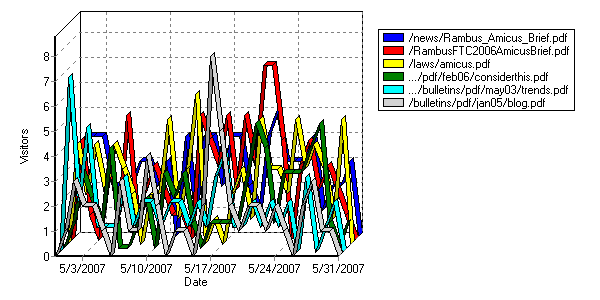 8
7
6
5
4
3
2
1
0
Visitors
5/3/2007 5/10/2007 5/17/2007 5/24/2007 5/31/2007
Date
/news/Rambus_Amicus_Brief.pdf
/RambusFTC2006AmicusBrief.pdf
/laws/amicus.pdf
.../pdf/feb06/considerthis.pdf
.../bulletins/pdf/may03/trends.pdf
/bulletins/pdf/jan05/blog.pdf